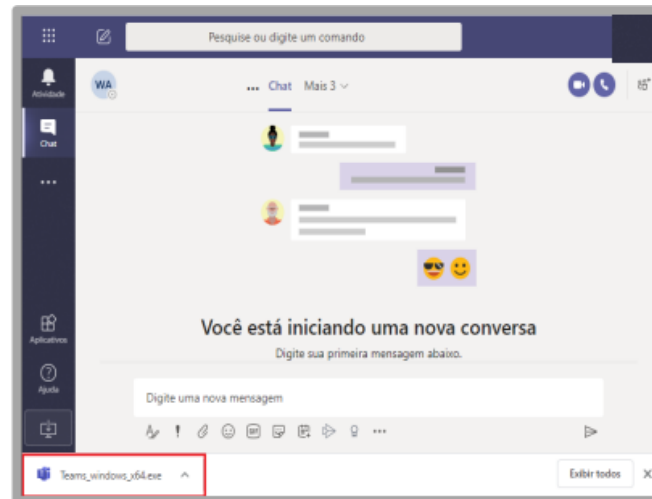 Pesquise ou digite um comando
Atividade
WA
... Chat Mais 3
Chat
Você está iniciando uma nova conversa
Digite sua primeira mensagem abaixo.
Aplicativos
Ajuda
Digite uma nova mensagem
GIF
Teams_windows_x64.exe
Exibir todos